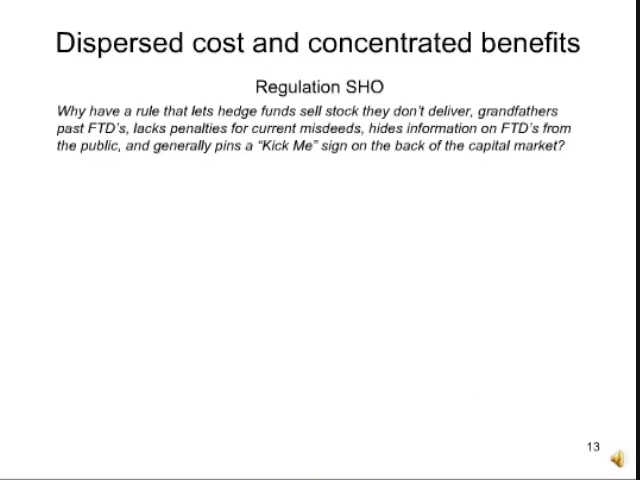 Dispersed cost and concentrated benefits
Regulation SHO
Why have a rule that lets hedge funds sell stock they don't deliver, grandfathers
past FTD's, lacks penalties for current misdeeds, hides information on FTD's from
the public, and generally pins a “Kick Me” sign on the back of the capital market?
13